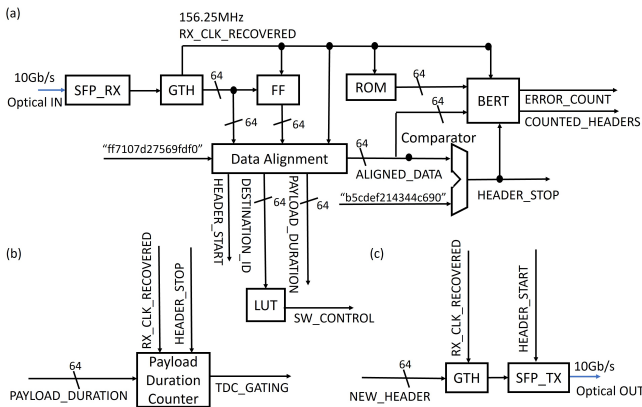 (a)
156.25MHz
RX_CLK_RECOVERED
10Gb/s
Optical IN
SFP_RX
GTH
64
FF
64
64
ROM
64
64
BERT
ERROR_COUNT
COUNTED_HEADERS
"ff7107d27569fdf0"
Data Alignment
64
ALIGNED_DATA
Comparator
"b5cdef214344c690"
HEADER_STOP
HEADER_START
DESTINATION_ID
64
PAYLOAD_DURATION
64
LUT
SW_CONTROL
(b)
RX_CLK_RECOVERED
HEADER_STOP
64
PAYLOAD_DURATION
Payload
Duration
Counter
TDC_GATING
(c)
RX_CLK_RECOVERED
HEADER_START
64
NEW_HEADER
GTH
SFP_TX
10Gb/s
Optical OUT